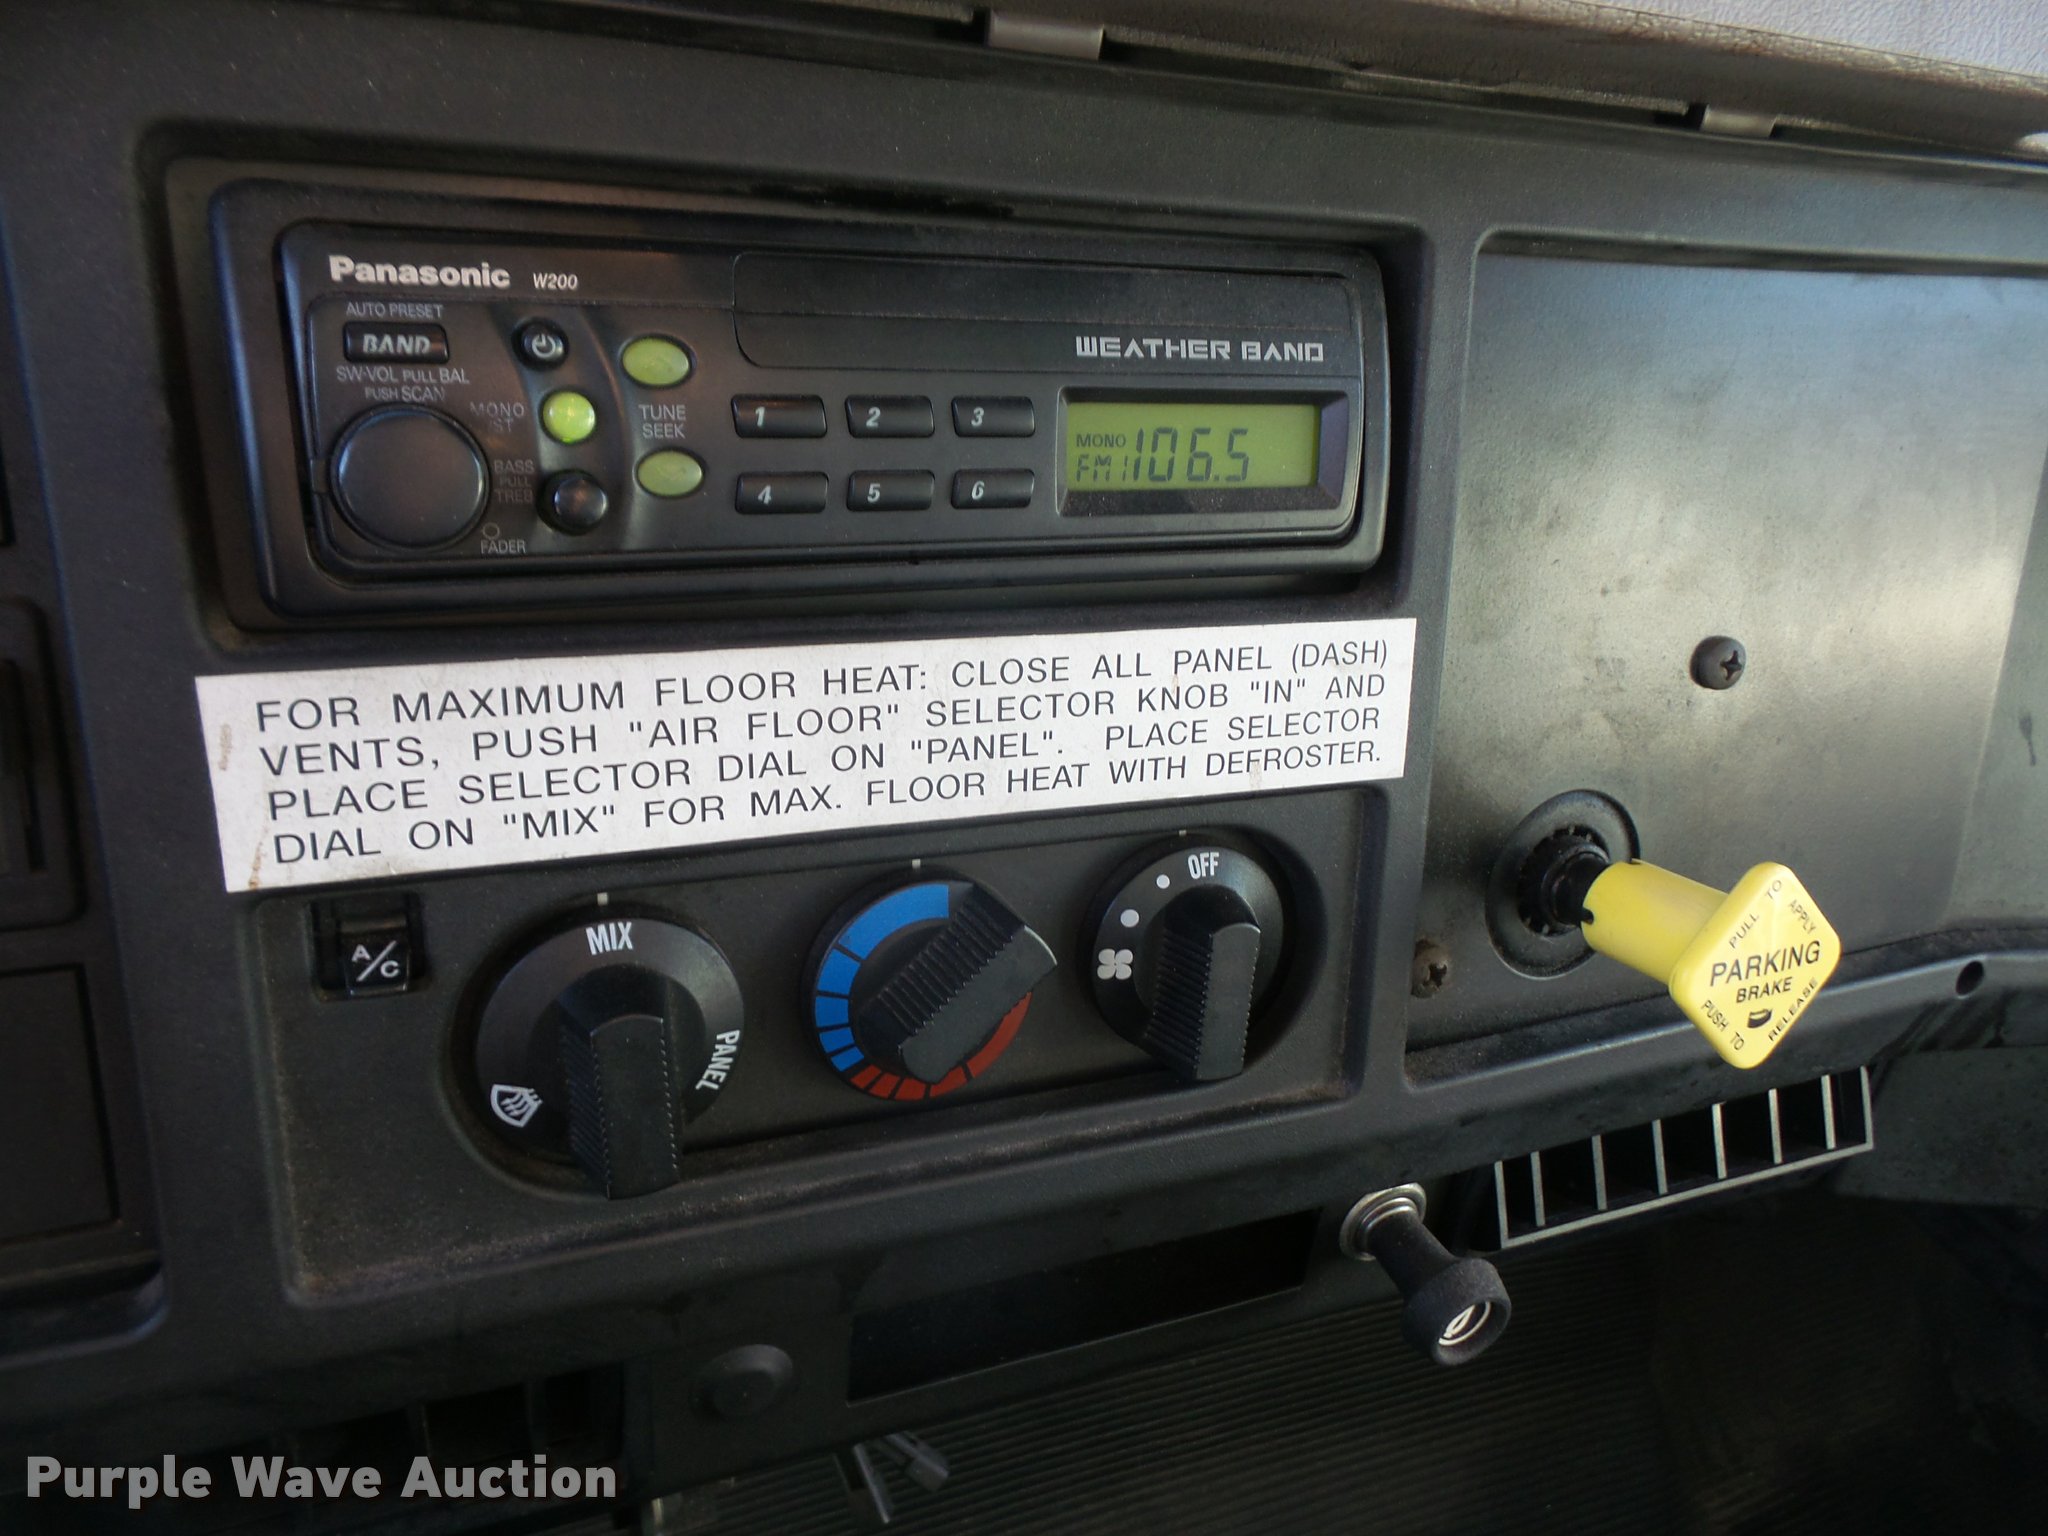 Panasonic W200
AUTO PRESET
BAND
SW-VOL PULL BAL
PUSH SCAN
MONO
/ST
BASS
PULL
TREB
FADER
TUNE
SEEK
WEATHER BAND
1 2 3
4 5 6
MONO
FM1 106.5
FOR MAXIMUM FLOOR HEAT: CLOSE ALL PANEL (DASH)
VENTS, PUSH "AIR FLOOR" SELECTOR KNOB "IN" AND
PLACE SELECTOR DIAL ON "PANEL". PLACE SELECTOR
DIAL ON "MIX" FOR MAX. FLOOR HEAT WITH DEFROSTER.
A/C
MIX
PANEL
OFF
PULL TO APPLY
PARKING
BRAKE
PUSH TO RELEASE
Purple Wave Auction